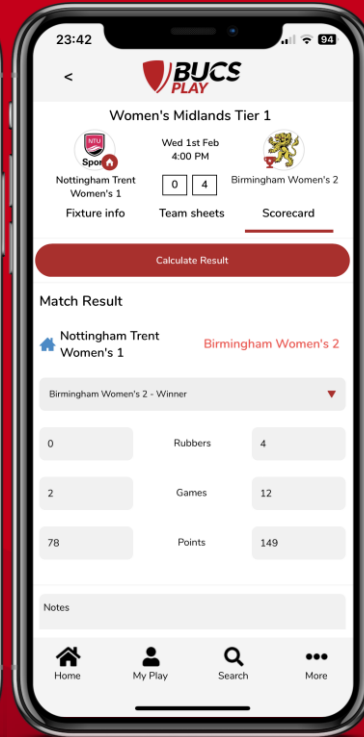 23:42
94
<
BUCS
PLAY
Women's Midlands Tier 1
NTU
Sport
Wed 1st Feb
4:00 PM
Nottingham Trent
Women's 1
0 4
Birmingham Women's 2
Fixture info Team sheets Scorecard
Calculate Result
Match Result
Nottingham Trent
Women's 1
Birmingham Women's 2
Birmingham Women's 2 - Winner
0 Rubbers 4
2 Games 12
78 Points 149
Notes
Home My Play Search More